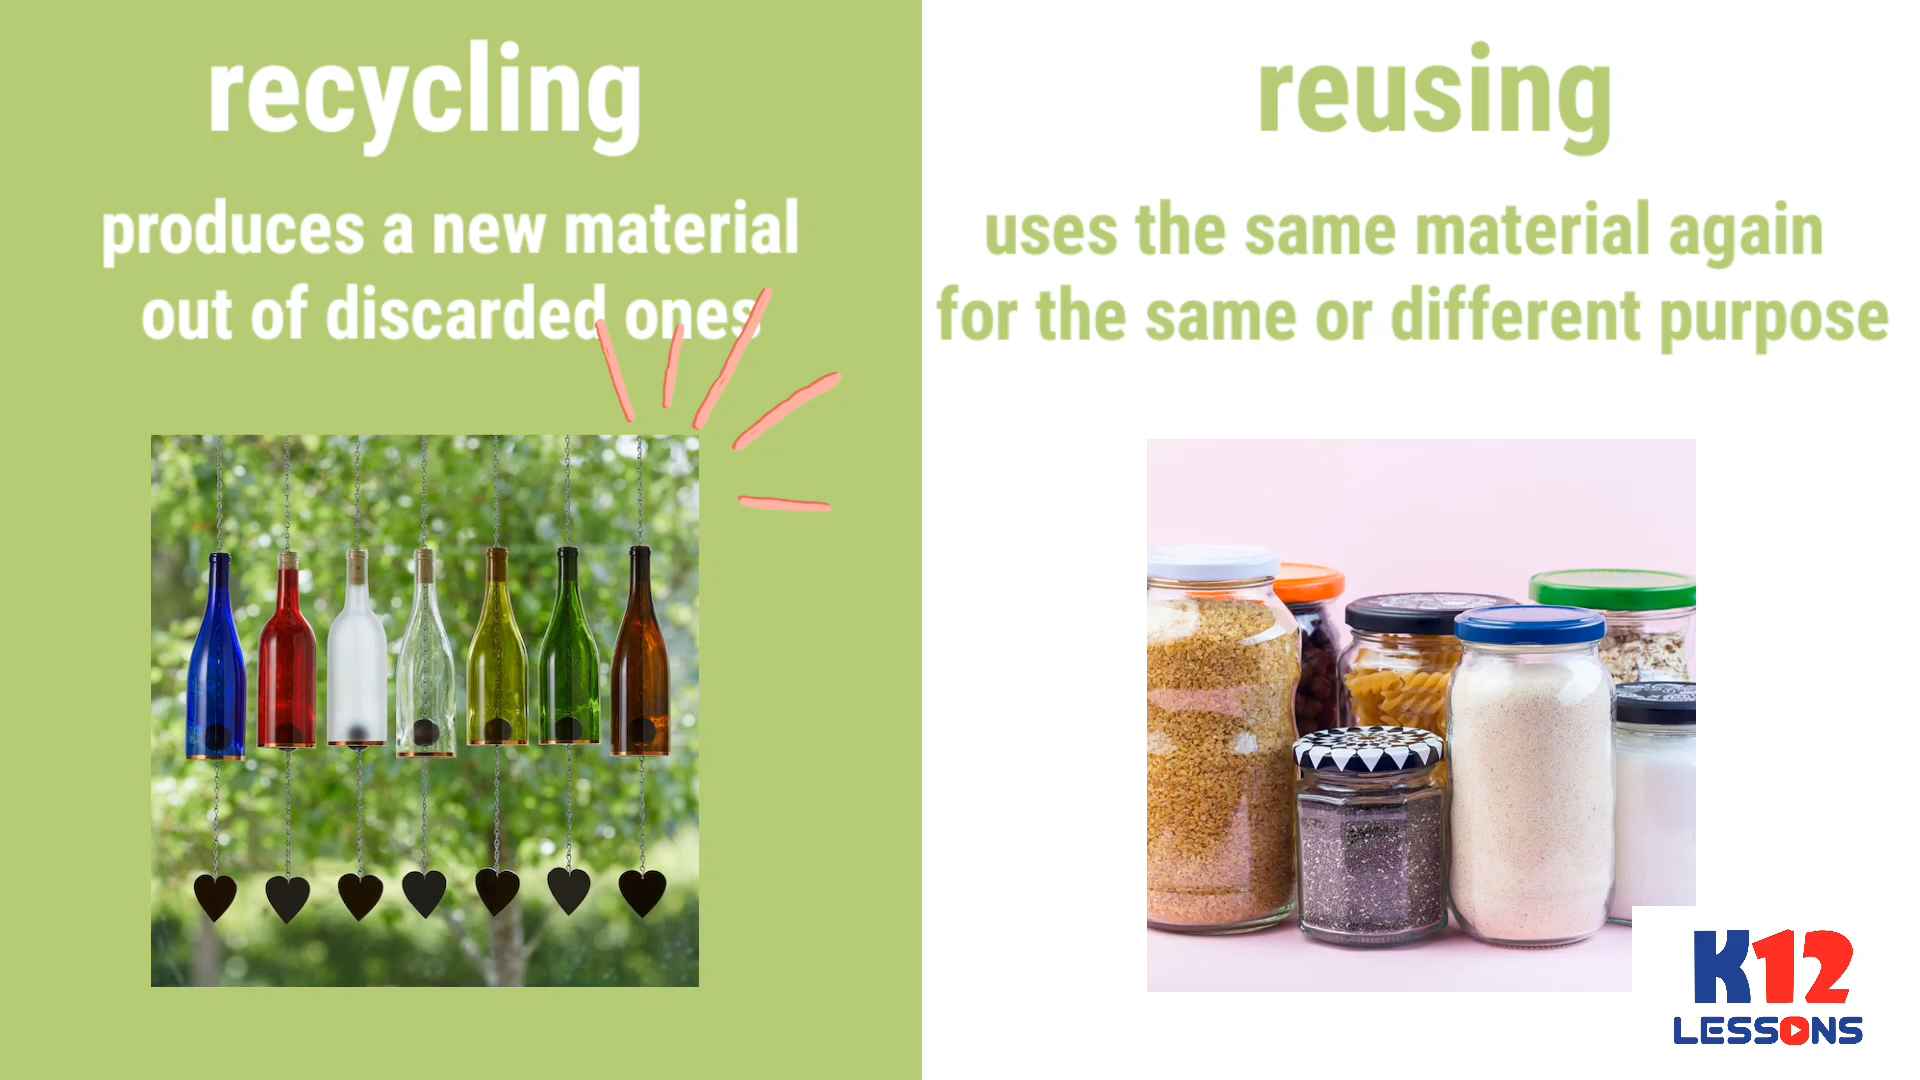 recycling
produces a new material
out of discarded ones
reusing
uses the same material again
for the same or different purpose
K12
LESSONS